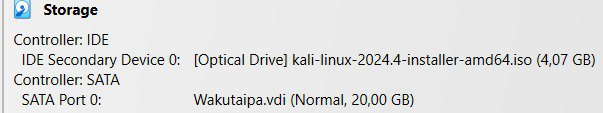 Storage
Controller: IDE
IDE Secondary Device 0: [Optical Drive] kali-linux-2024.4-installer-amd64.iso (4,07 GB)
Controller: SATA
SATA Port 0: Wakutaipa.vdi (Normal, 20,00 GB)